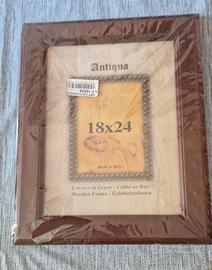 Antiqua
18x24
Made in Italy
Cornice in Legno - Cadre en Bois
Wooden Frame - Echtholzrahmen